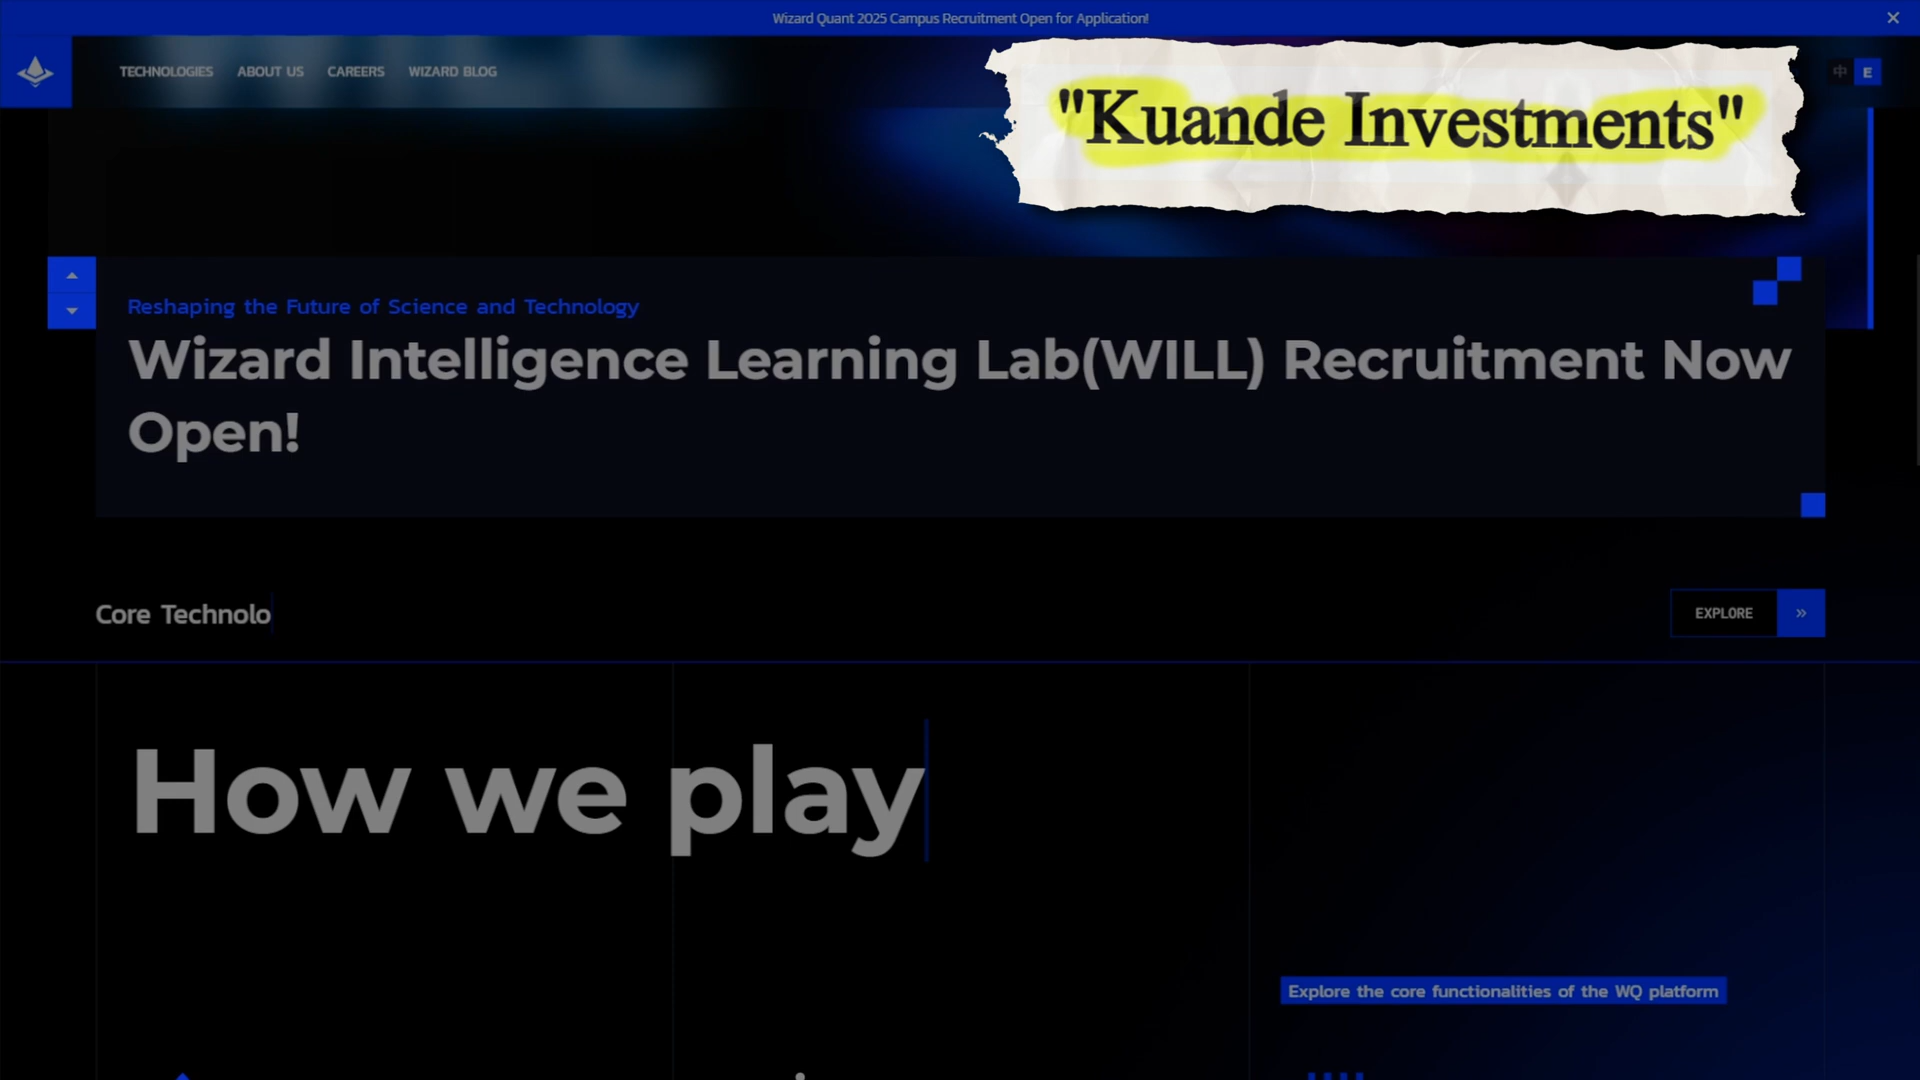 Wizard Quant 2025 Campus Recruitment Open for Application!
TECHNOLOGIES ABOUT US CAREERS WIZARD BLOG
中 E
"Kuande Investments"
Reshaping the Future of Science and Technology
Wizard Intelligence Learning Lab(WILL) Recruitment Now
Open!
Core Technolo
EXPLORE »
How we play
Explore the core functionalities of the WQ platform